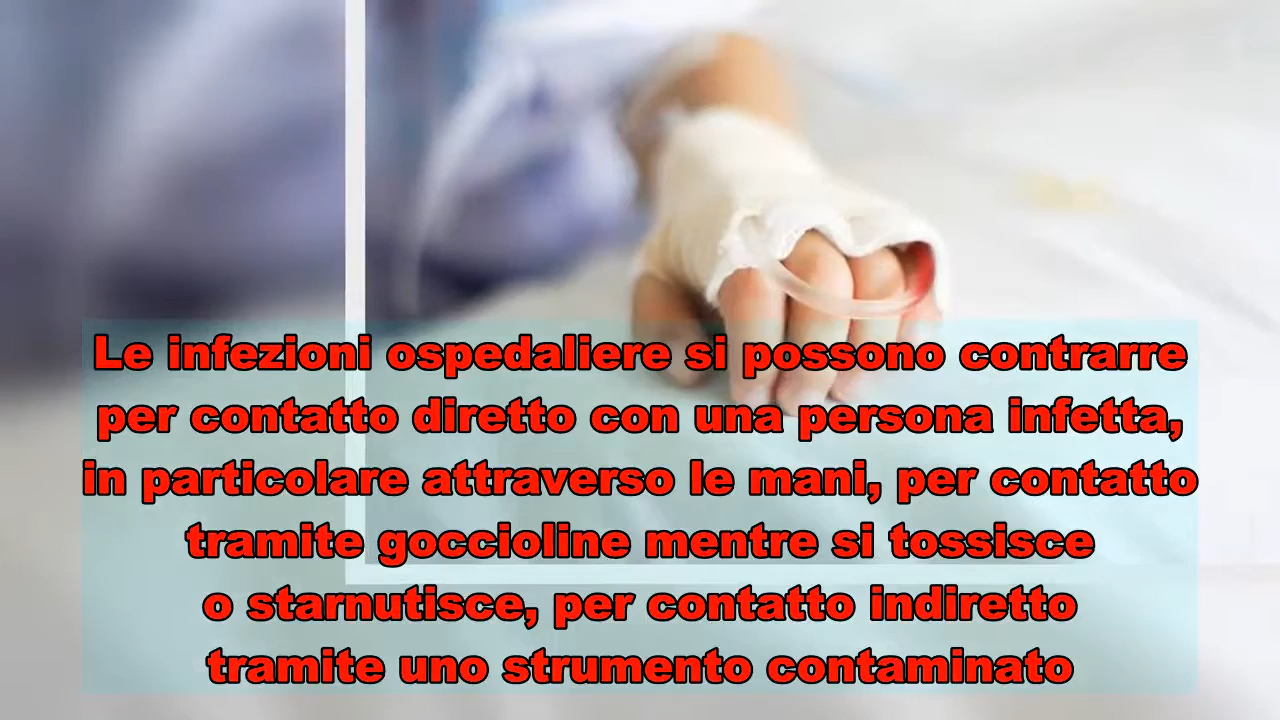 Le infezioni ospedaliere si possono contrarre
per contatto diretto con una persona infetta,
in particolare attraverso le mani, per contatto
tramite goccioline mentre si tossisce
o starnutisce, per contatto indiretto
tramite uno strumento contaminato